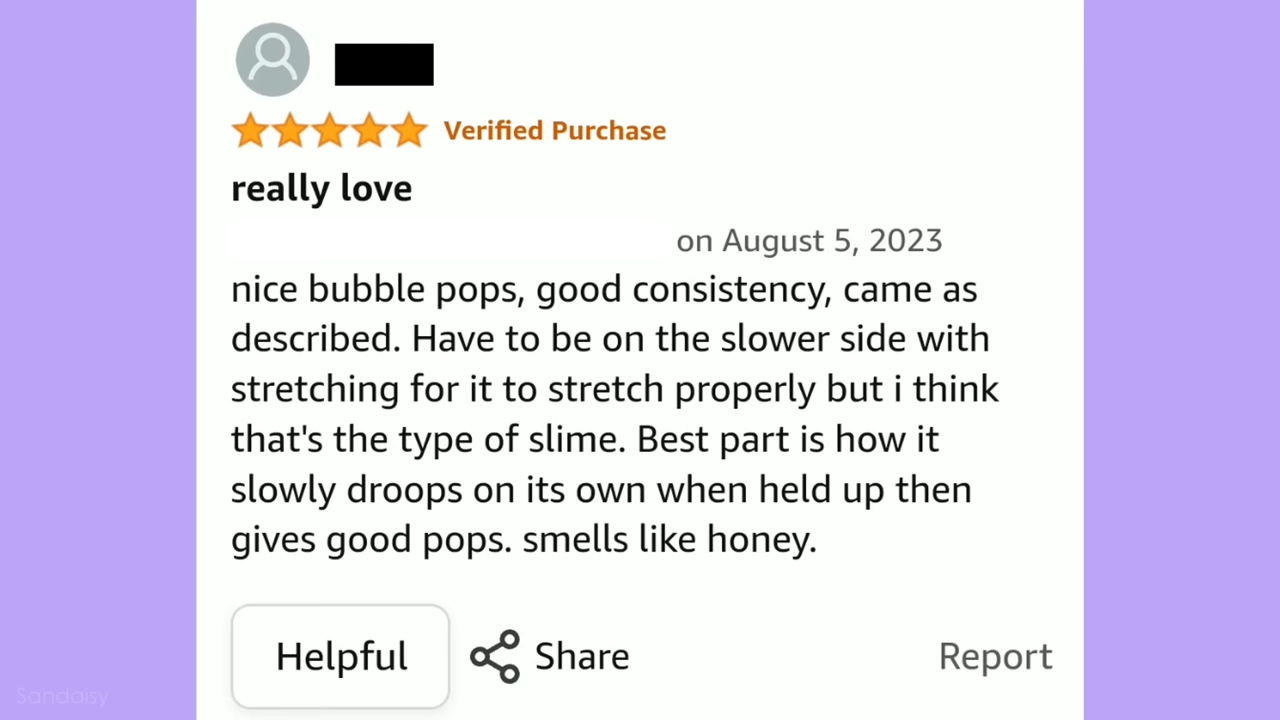 Verified Purchase
really love
on August 5, 2023
nice bubble pops, good consistency, came as
described. Have to be on the slower side with
stretching for it to stretch properly but i think
that's the type of slime. Best part is how it
slowly droops on its own when held up then
gives good pops. smells like honey.
Helpful
Share
Report
Sandaisy